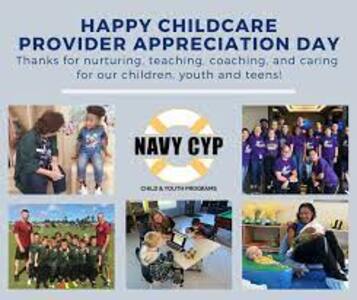 HAPPY CHILDCARE
PROVIDER APPRECIATION DAY
Thanks for nurturing, teaching, coaching, and caring
for our children, youth and teens!
NAVY CYP
CHILD & YOUTH PROGRAMS